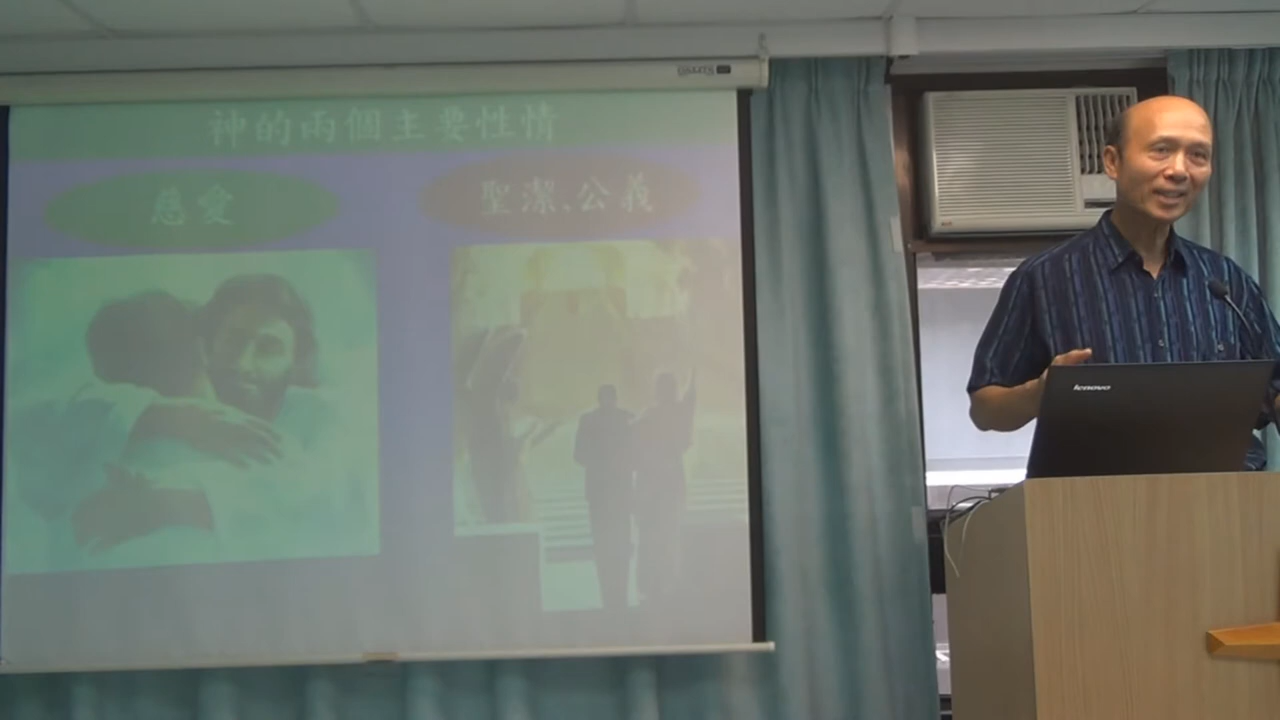 神的兩個主要性情
慈愛
聖潔、公義
lenovo